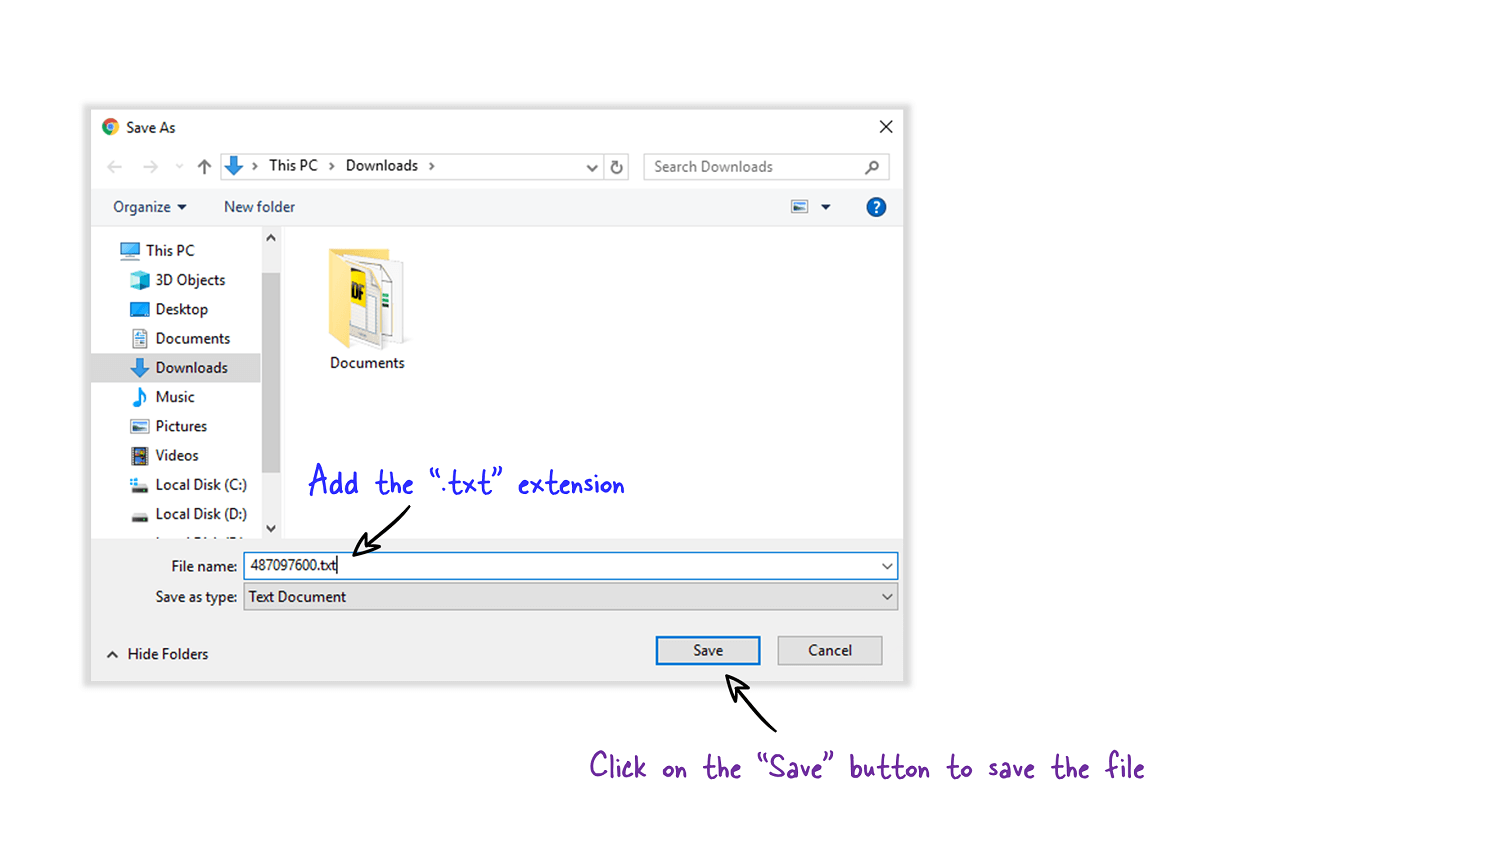 Save As
This PC > Downloads >
Search Downloads
Organize
New folder
?
This PC
3D Objects
Desktop
Documents
Downloads
Music
Pictures
Videos
Local Disk (C:)
Local Disk (D:)
DF
Documents
Add the “.txt” extension
File name: 487097600.txt
Save as type: Text Document
Hide Folders
Save
Cancel
Click on the “Save” button to save the file